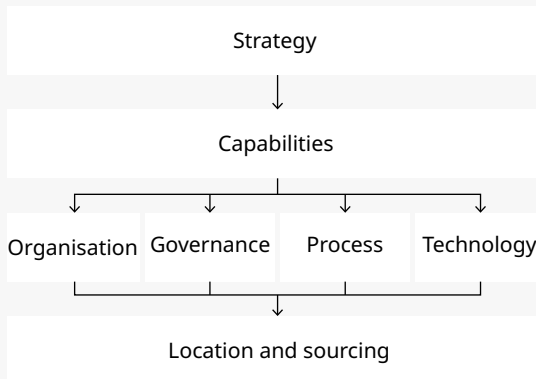 Strategy
Capabilities
Organisation Governance Process Technology
Location and sourcing